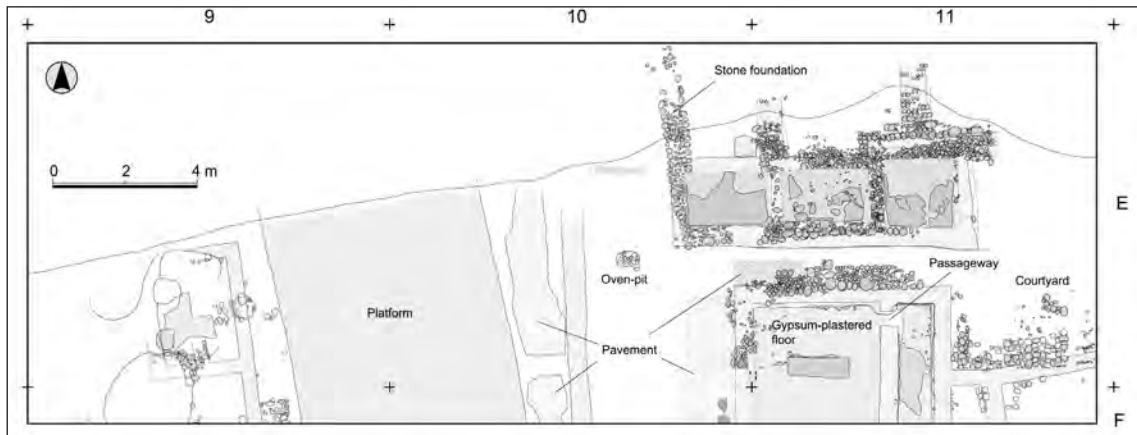 9 10 11
Stone foundation
0 2 4 m
E
Oven-pit
Passageway
Courtyard
Platform
Gypsum-plastered
floor
Pavement
F